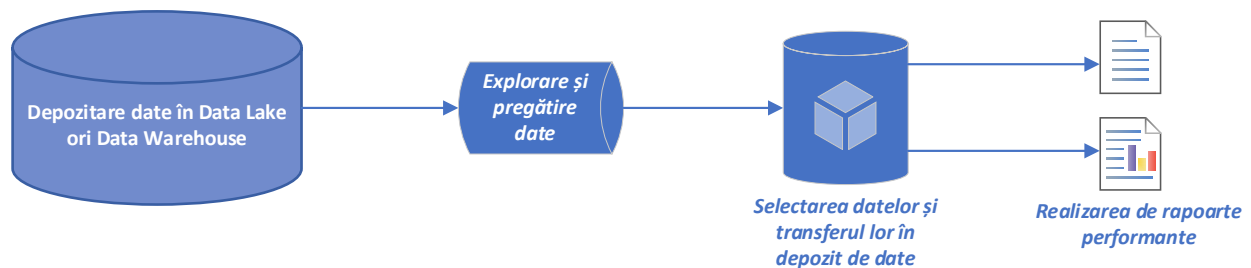 Depozitare date în Data Lake
ori Data Warehouse
Explorare și
pregătire
date
Selectarea datelor și
transferul lor în
depozit de date
Realizarea de rapoarte
performante